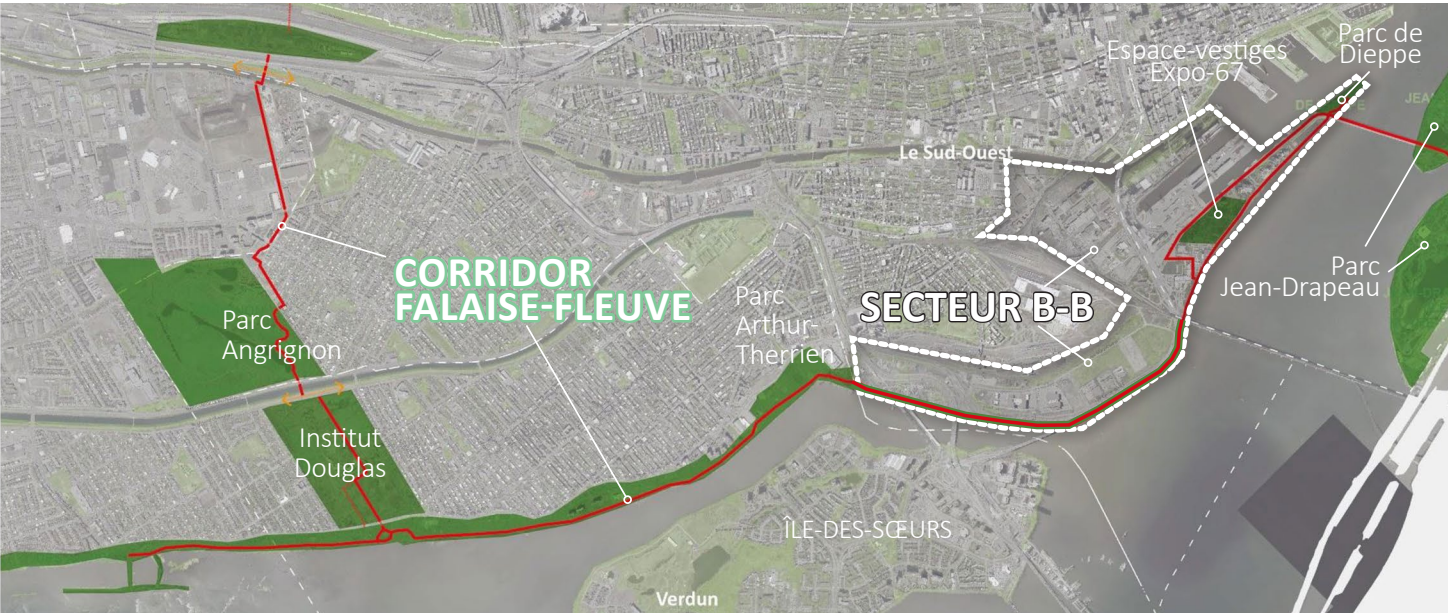 Parc de
Dieppe
Espace-vestiges
Expo-67
Le Sud-Ouest
CORRIDOR
FALAISE-FLEUVE
Parc
Arthur-
Therrien
SECTEUR B-B
Parc
Jean-Drapeau
Parc
Angrignon
Institut
Douglas
ÎLE-DES-SŒURS
Verdun